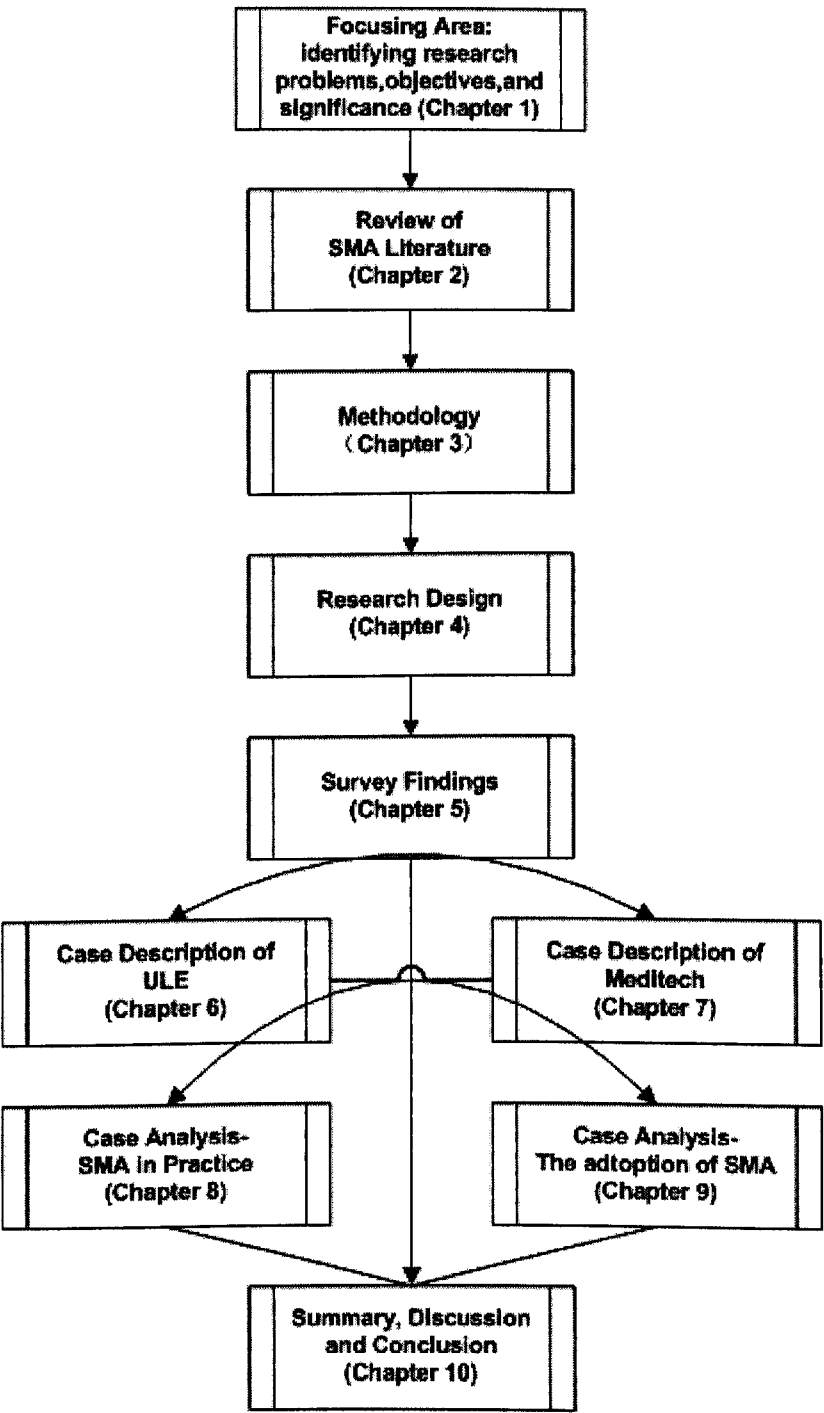 Focusing Area:
identifying research
problems,objectives,and
significance (Chapter 1)
Review of
SMA Literature
(Chapter 2)
Methodology
（Chapter 3）
Research Design
(Chapter 4)
Survey Findings
(Chapter 5)
Case Description of
ULE
(Chapter 6)
Case Description of
Meditech
(Chapter 7)
Case Analysis-
SMA in Practice
(Chapter 8)
Case Analysis-
The adtoption of SMA
(Chapter 9)
Summary, Discussion
and Conclusion
(Chapter 10)